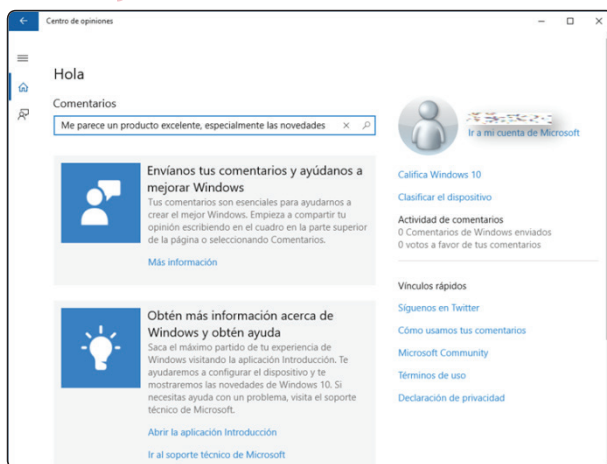 Centro de opiniones
Hola
Comentarios
Me parece un producto excelente, especialmente las novedades
Envíanos tus comentarios y ayúdanos a
mejorar Windows
Tus comentarios son esenciales para ayudarnos a
crear el mejor Windows. Empieza a compartir tu
opinión escribiendo en el cuadro en la parte superior
de la página o seleccionando Comentarios.
Más información
Obtén más información acerca de
Windows y obtén ayuda
Saca el máximo partido de tu experiencia de
Windows visitando la aplicación Introducción. Te
ayudaremos a configurar el dispositivo y te
mostraremos las novedades de Windows 10. Si
necesitas ayuda con un problema, visita el soporte
técnico de Microsoft.
Abrir la aplicación Introducción
Ir al soporte técnico de Microsoft
Ir a mi cuenta de Microsoft
Califica Windows 10
Clasificar el dispositivo
Actividad de comentarios
0 Comentarios de Windows enviados
0 votos a favor de tus comentarios
Vínculos rápidos
Síguenos en Twitter
Cómo usamos tus comentarios
Microsoft Community
Términos de uso
Declaración de privacidad